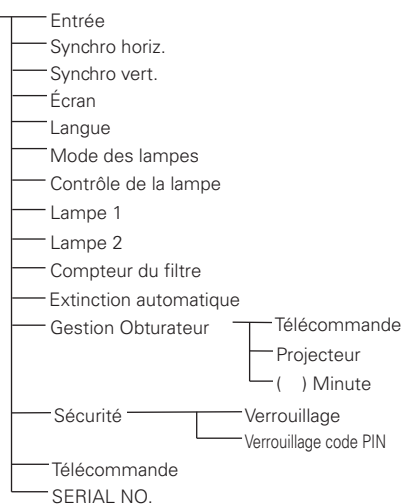 Entrée
Synchro horiz.
Synchro vert.
Écran
Langue
Mode des lampes
Contrôle de la lampe
Lampe 1
Lampe 2
Compteur du filtre
Extinction automatique
Gestion Obturateur
Télécommande
Projecteur
( ) Minute
Sécurité
Verrouillage
Verrouillage code PIN
Télécommande
SERIAL NO.